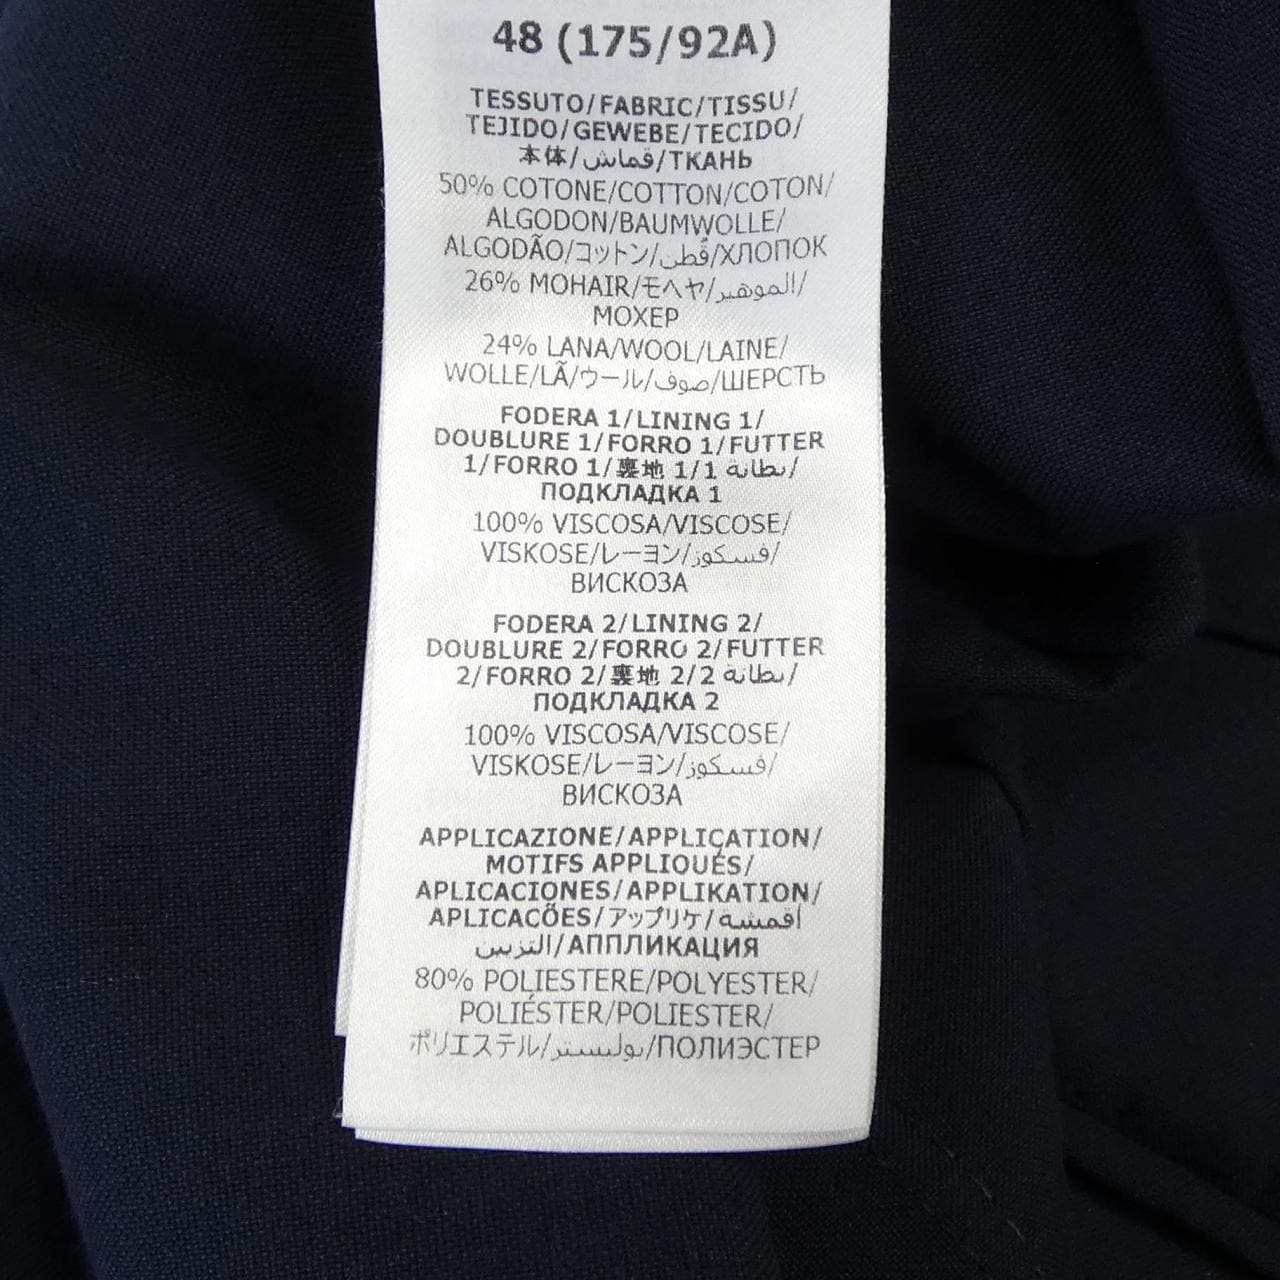 48 (175/92A)
TESSUTO/FABRIC/TISSU/
TEJIDO/GEWEBE/TECIDO/
本体/قماش/ТКАНЬ
50% COTONE/COTTON/COTON/
ALGODON/BAUMWOLLE/
ALGODÃO/コットン/قُطن/ХЛОПОК
26% MOHAIR/モヘヤ/الموهير/
МОХЕР
24% LANA/WOOL/LAINE/
WOLLE/LÃ/ウール/صوف/ШЕРСТЬ
FODERA 1/LINING 1/
DOUBLURE 1/FORRO 1/FUTTER
1/FORRO 1/裏地 1/1 بطانة/
ПОДКЛАДКА 1
100% VISCOSA/VISCOSE/
VISKOSE/レーヨン/فسكوز/
ВИСКОЗА
FODERA 2/LINING 2/
DOUBLURE 2/FORRO 2/FUTTER
2/FORRO 2/裏地 2/2 بطانة/
ПОДКЛАДКА 2
100% VISCOSA/VISCOSE/
VISKOSE/レーヨン/فسكوز/
ВИСКОЗА
APPLICAZIONE/APPLICATION/
MOTIFS APPLIQUÉS/
APLICACIONES/APPLIKATION/
APLICACÕES/アップリケ/أقمشة
التزيين/АППЛИКАЦИЯ
80% POLIESTERE/POLYESTER/
POLIÉSTER/POLIESTER/
ポリエステル/بوليستر/ПОЛИЭСТЕР